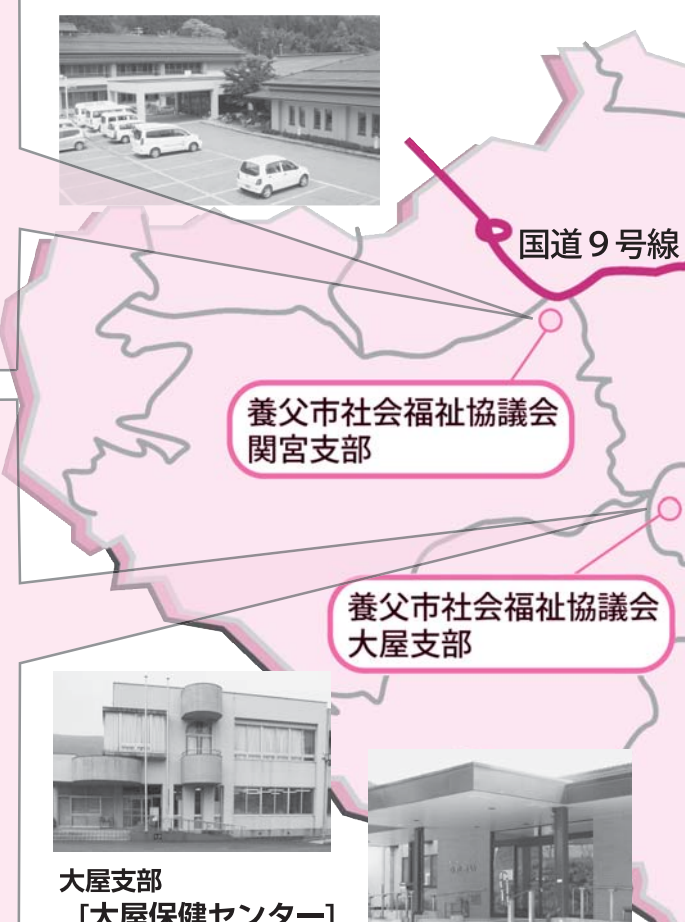 国道９号線
養父市社会福祉協議会
関宮支部
養父市社会福祉協議会
大屋支部
大屋支部
［大屋保健センター］